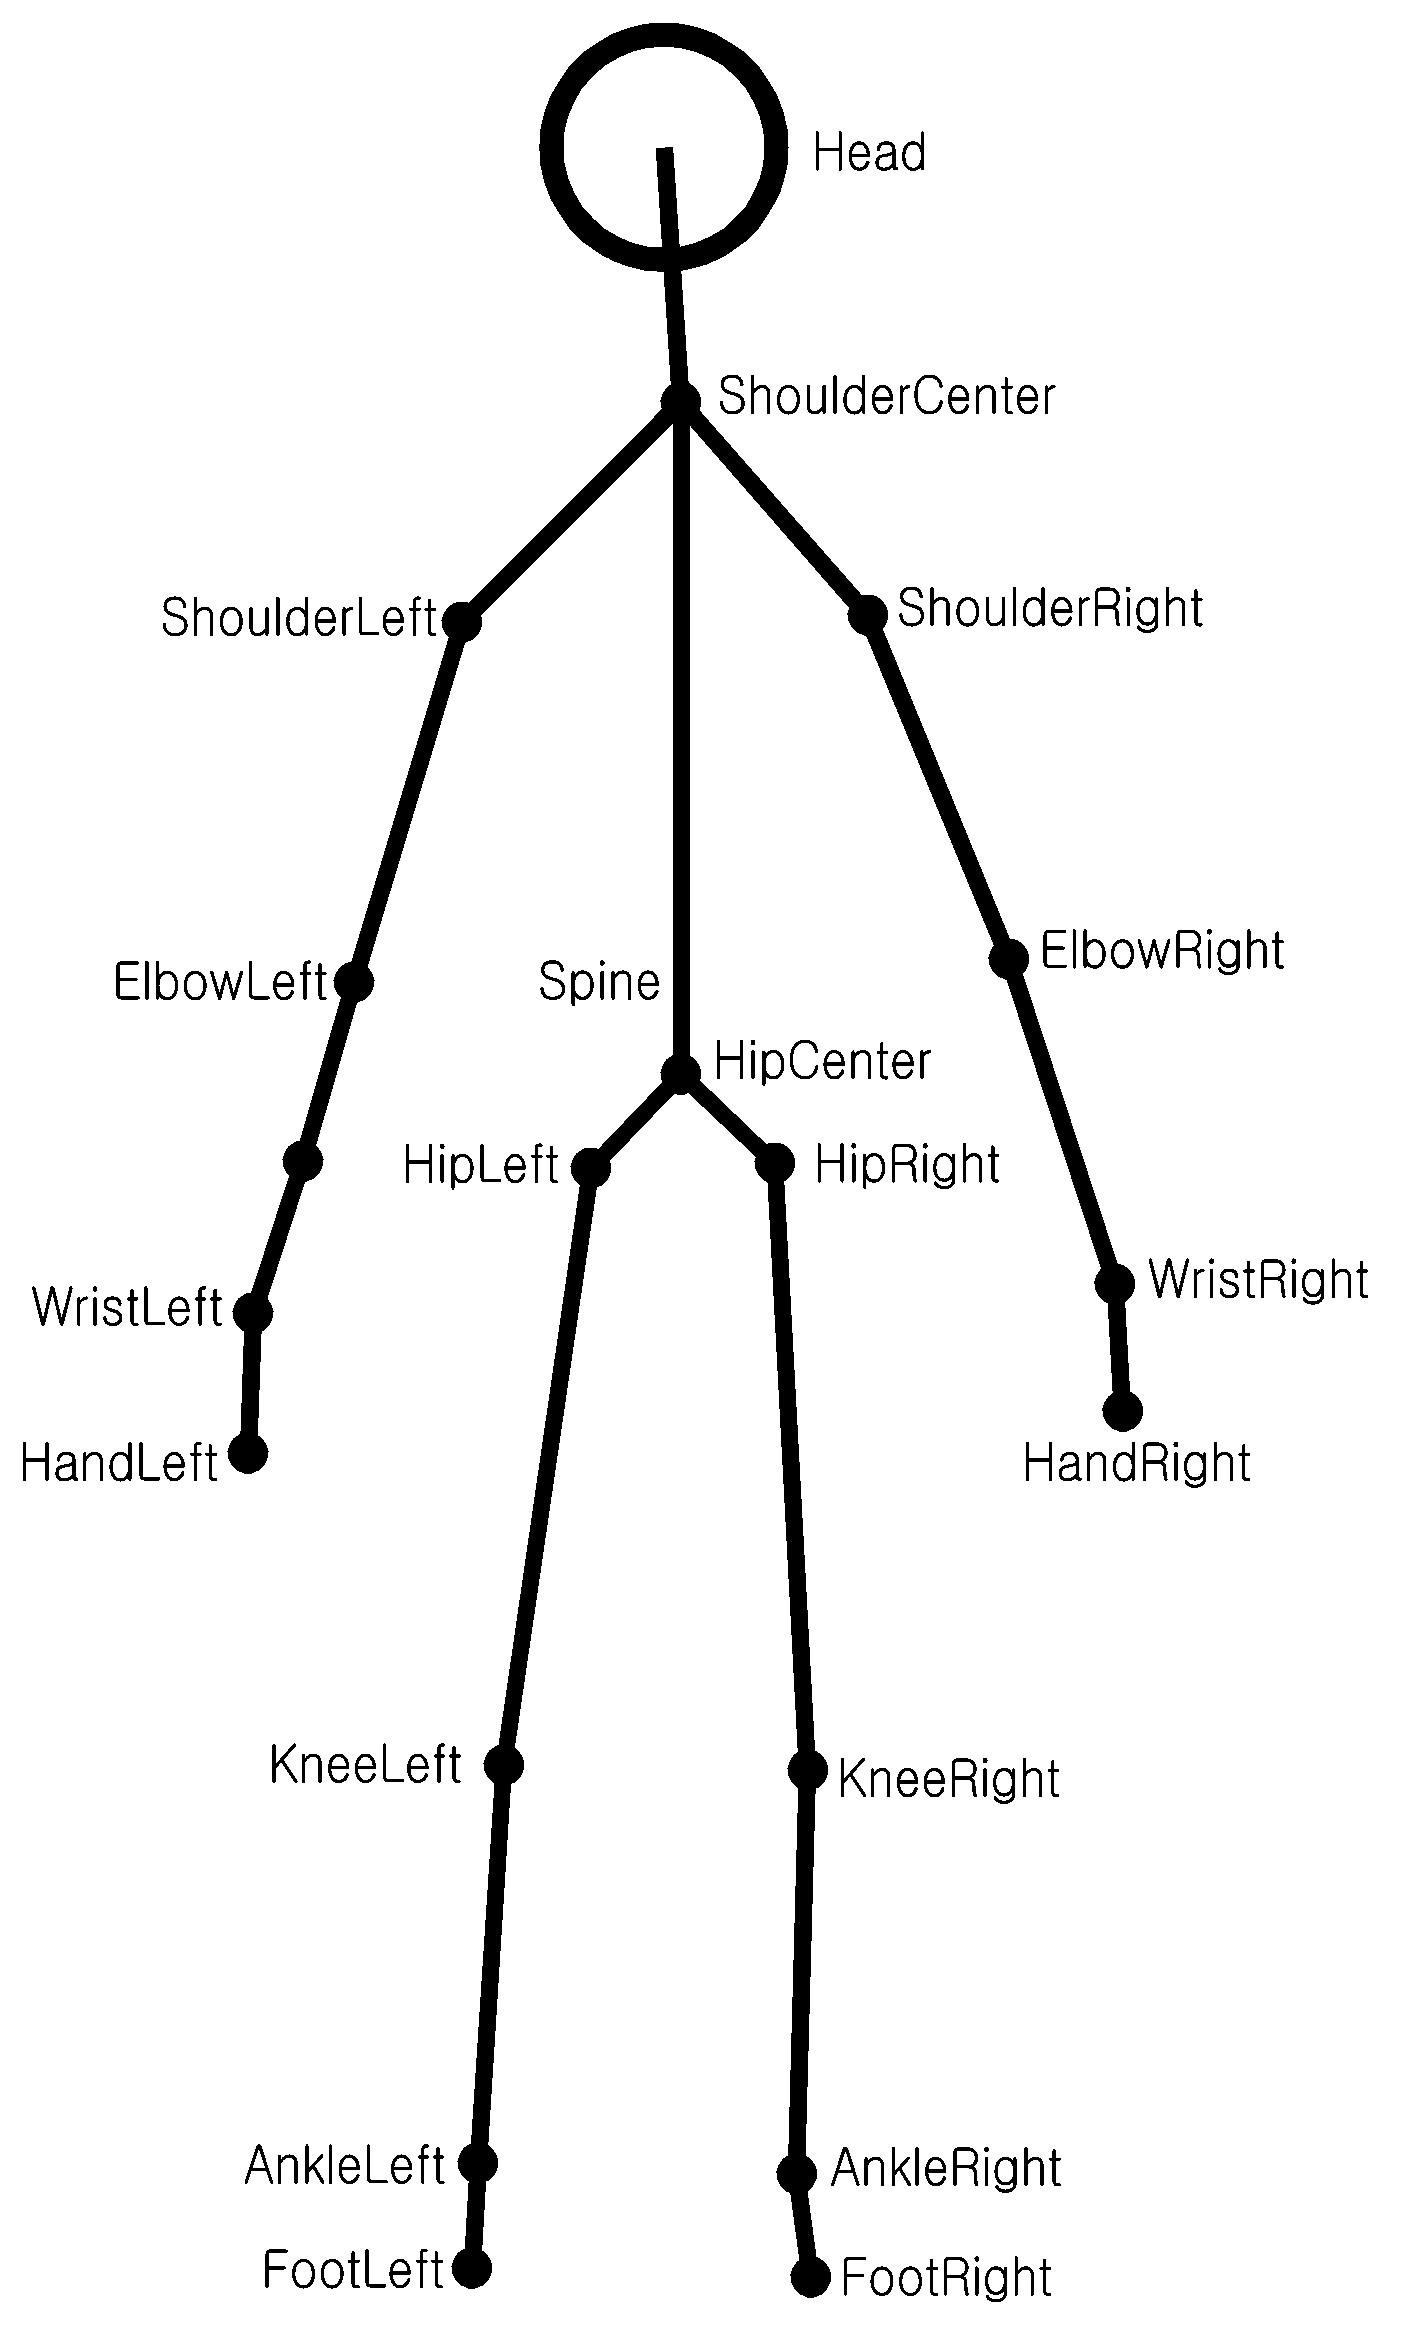 Head
ShoulderCenter
ShoulderLeft
ShoulderRight
ElbowLeft
Spine
ElbowRight
HipCenter
HipLeft
HipRight
WristLeft
WristRight
HandLeft
HandRight
KneeLeft
KneeRight
AnkleLeft
AnkleRight
FootLeft
FootRight